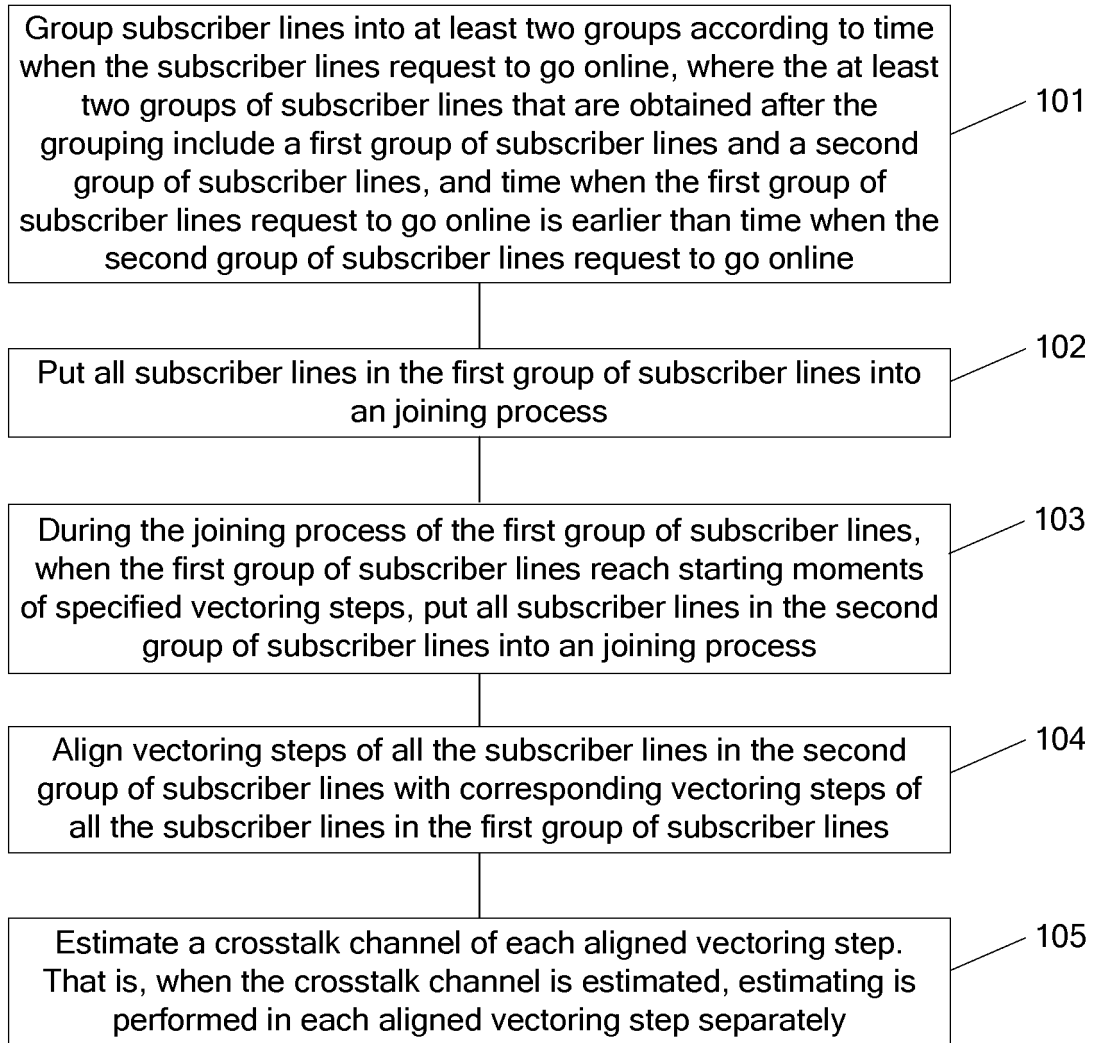 Group subscriber lines into at least two groups according to time
when the subscriber lines request to go online, where the at least
two groups of subscriber lines that are obtained after the
grouping include a first group of subscriber lines and a second
group of subscriber lines, and time when the first group of
subscriber lines request to go online is earlier than time when the
second group of subscriber lines request to go online
101
Put all subscriber lines in the first group of subscriber lines into
an joining process
102
During the joining process of the first group of subscriber lines,
when the first group of subscriber lines reach starting moments
of specified vectoring steps, put all subscriber lines in the second
group of subscriber lines into an joining process
103
Align vectoring steps of all the subscriber lines in the second
group of subscriber lines with corresponding vectoring steps of
all the subscriber lines in the first group of subscriber lines
104
Estimate a crosstalk channel of each aligned vectoring step.
That is, when the crosstalk channel is estimated, estimating is
performed in each aligned vectoring step separately
105